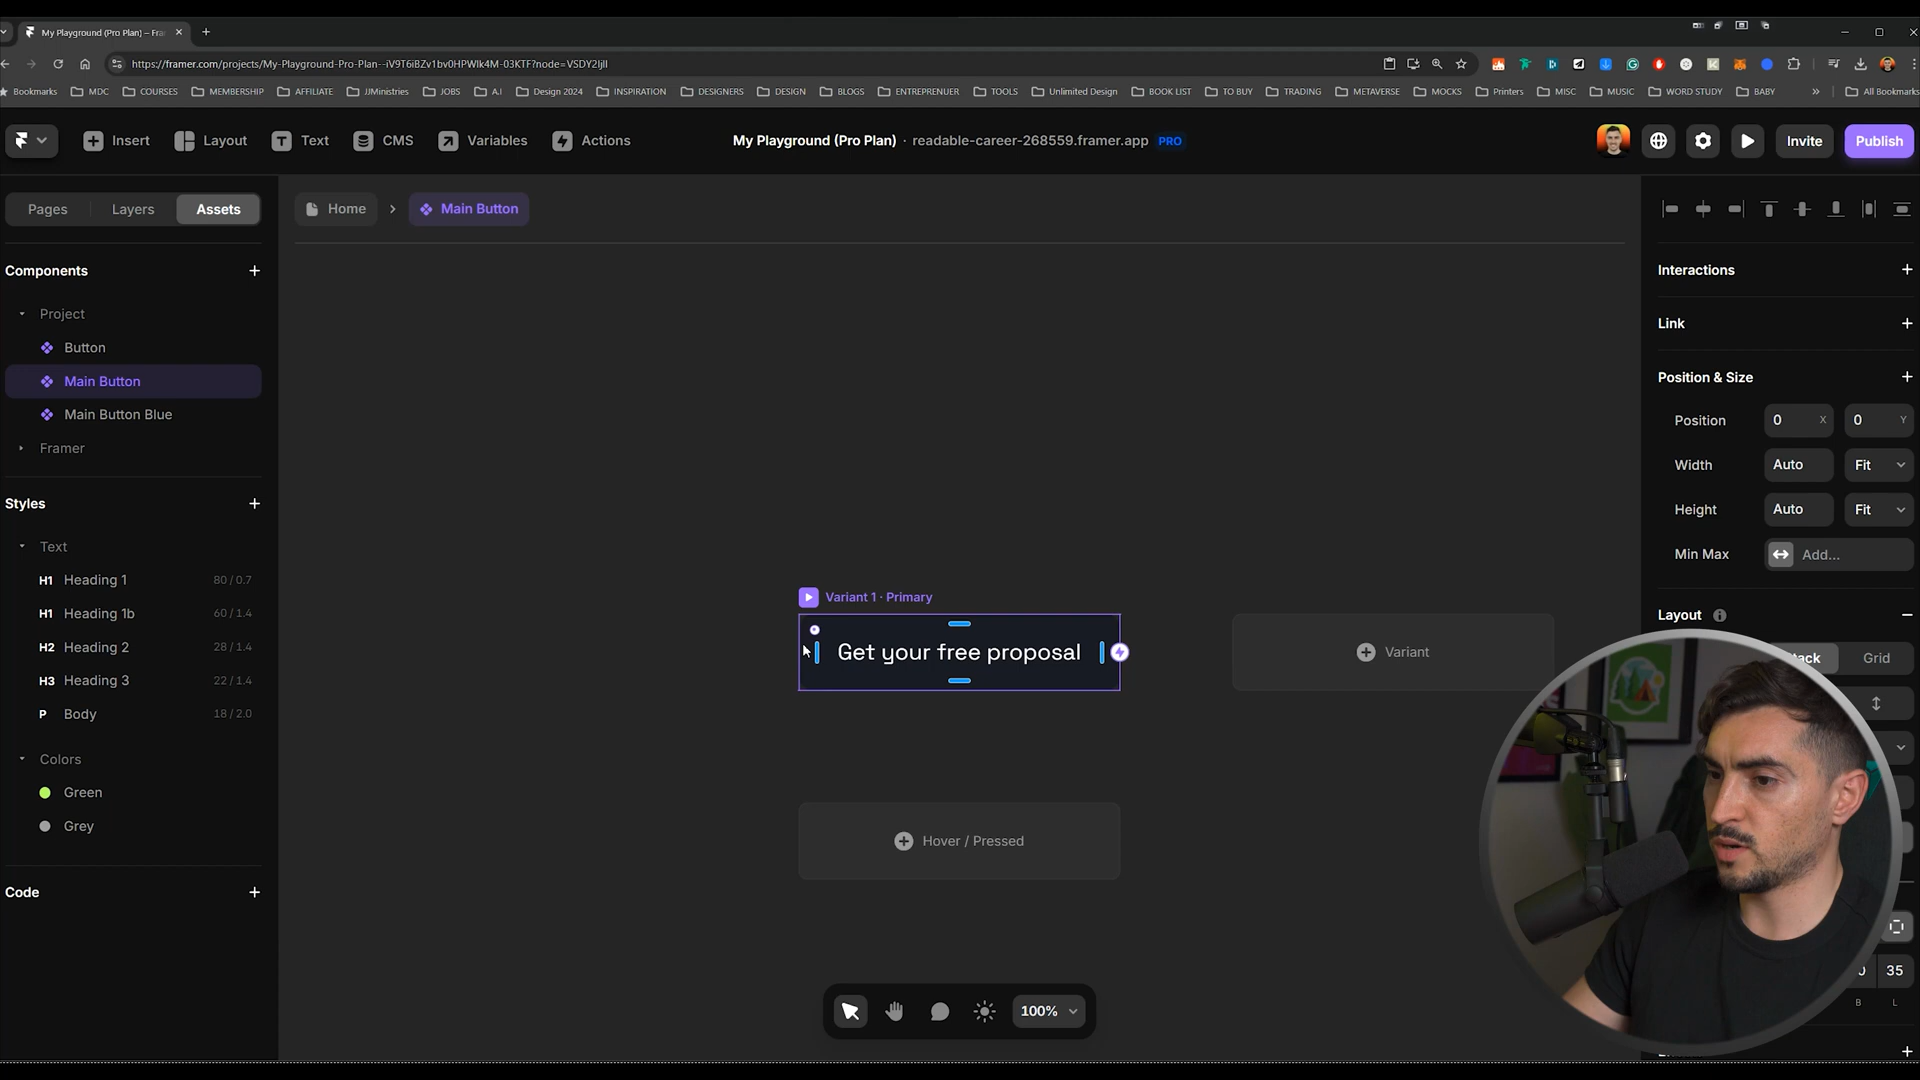 My Playground (Pro Plan) – Fra
https://framer.com/projects/My-Playground-Pro-Plan--iV9T6iBZv1bv0HPWlk4M-03KTF?node=VSDY2IjlI
Bookmarks MDC COURSES MEMBERSHIP AFFILIATE JJMinistries JOBS A.I Design 2024 INSPIRATION DESIGNERS DESIGN BLOGS ENTREPRENUER TOOLS Unlimited Design BOOK LIST TO BUY TRADING METAVERSE MOCKS Printers MISC MUSIC WORD STUDY BABY All Bookmarks
Insert Layout Text CMS Variables Actions My Playground (Pro Plan) · readable-career-268559.framer.app PRO Invite Publish
Pages Layers Assets
Home > Main Button
Components
Project
Button
Main Button
Main Button Blue
Framer
Styles
Text
H1 Heading 1 80 / 0.7
H1 Heading 1b 60 / 1.4
H2 Heading 2 28 / 1.4
H3 Heading 3 22 / 1.4
P Body 18 / 2.0
Colors
Green
Grey
Code
Variant 1 · Primary
Get your free proposal
Variant
Hover / Pressed
100%
Interactions
Link
Position & Size
Position 0 X 0 Y
Width Auto Fit
Height Auto Fit
Min Max Add...
Layout
Grid
35
B L